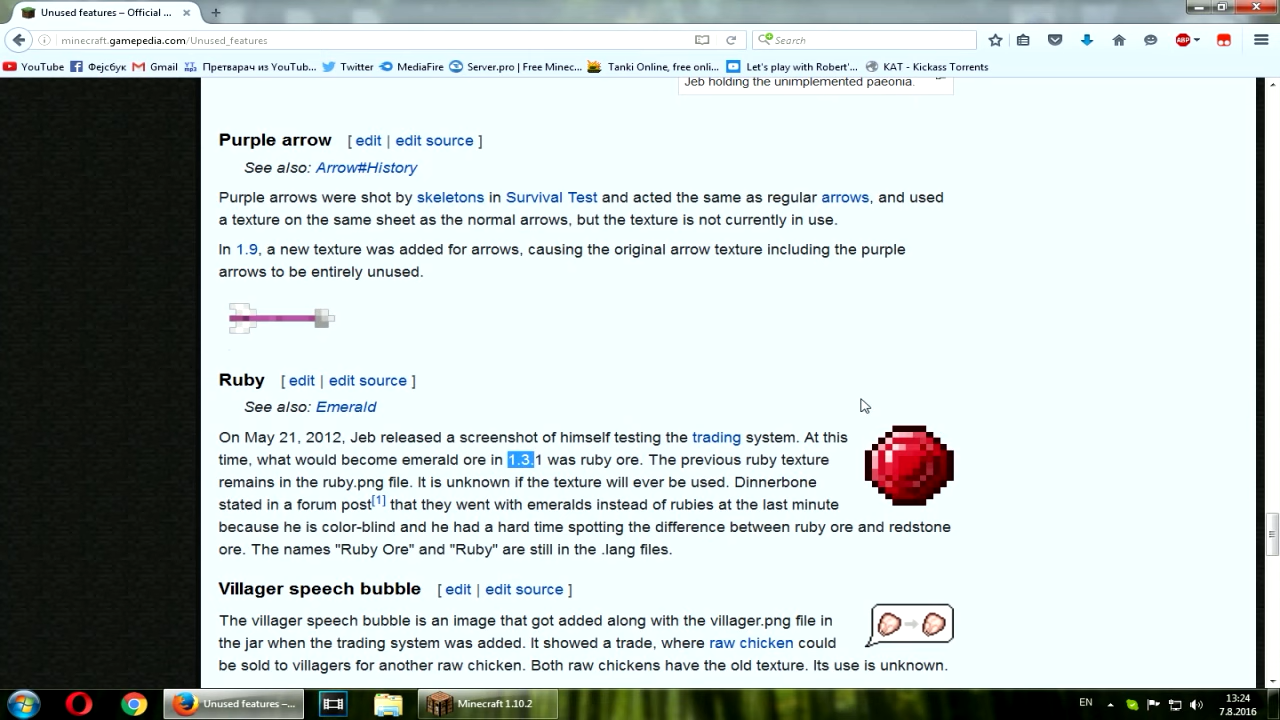 Unused features – Official ...
minecraft.gamepedia.com/Unused_features
Search
ABP
YouTube
Фејсбук
Gmail
Претварач из YouTub...
Twitter
MediaFire
Server.pro | Free Minec...
Tanki Online, free onli...
Let's play with Robert'...
KAT - Kickass Torrents
Jeb holding the unimplemented paeonia.
Purple arrow [ edit | edit source ]
See also: Arrow#History
Purple arrows were shot by skeletons in Survival Test and acted the same as regular arrows, and used
a texture on the same sheet as the normal arrows, but the texture is not currently in use.
In 1.9, a new texture was added for arrows, causing the original arrow texture including the purple
arrows to be entirely unused.
Ruby [ edit | edit source ]
See also: Emerald
On May 21, 2012, Jeb released a screenshot of himself testing the trading system. At this
time, what would become emerald ore in 1.3.1 was ruby ore. The previous ruby texture
remains in the ruby.png file. It is unknown if the texture will ever be used. Dinnerbone
stated in a forum post[1] that they went with emeralds instead of rubies at the last minute
because he is color-blind and he had a hard time spotting the difference between ruby ore and redstone
ore. The names "Ruby Ore" and "Ruby" are still in the .lang files.
Villager speech bubble [ edit | edit source ]
The villager speech bubble is an image that got added along with the villager.png file in
the jar when the trading system was added. It showed a trade, where raw chicken could
be sold to villagers for another raw chicken. Both raw chickens have the old texture. Its use is unknown.
Unused features –...
Minecraft 1.10.2
EN
13:24
7.8.2016